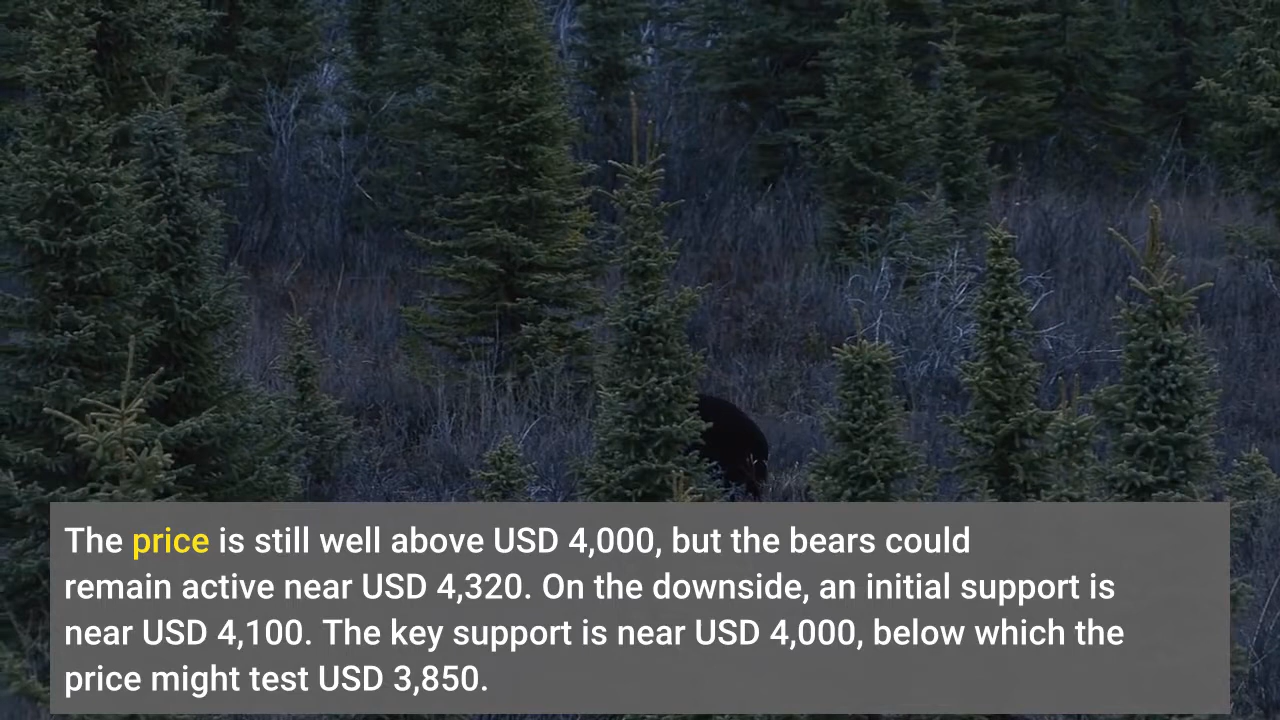 The price is still well above USD 4,000, but the bears could
remain active near USD 4,320. On the downside, an initial support is
near USD 4,100. The key support is near USD 4,000, below which the
price might test USD 3,850.